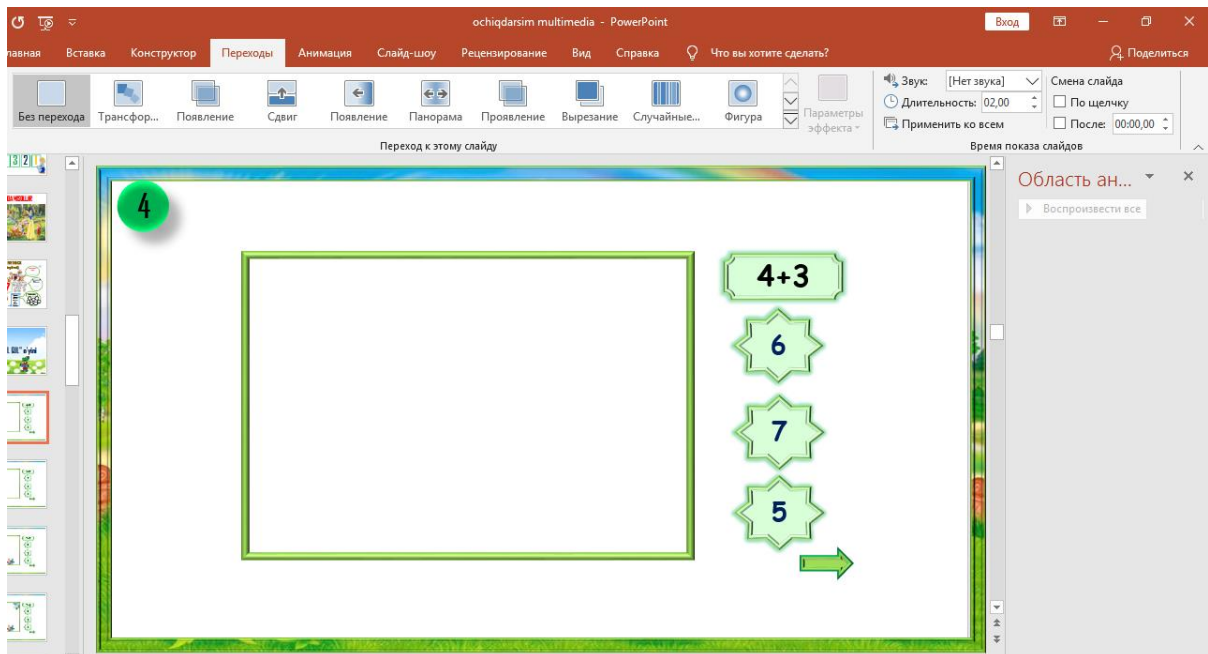 ochiqdarsim multimedia - PowerPoint
Вход
лавная Вставка Конструктор Переходы Анимация Слайд-шоу Рецензирование Вид Справка Что вы хотите сделать? Поделиться
Без перехода Трансфор... Появление Сдвиг Появление Панорама Проявление Вырезание Случайные... Фигура
Параметры
эффекта
Звук: [Нет звука]
Длительность: 02,00
Применить ко всем
Смена слайда
По щелчку
После: 00:00,00
Переход к этому слайду
Время показа слайдов
Область ан...
Воспроизвести все
4
4+3
6
7
5